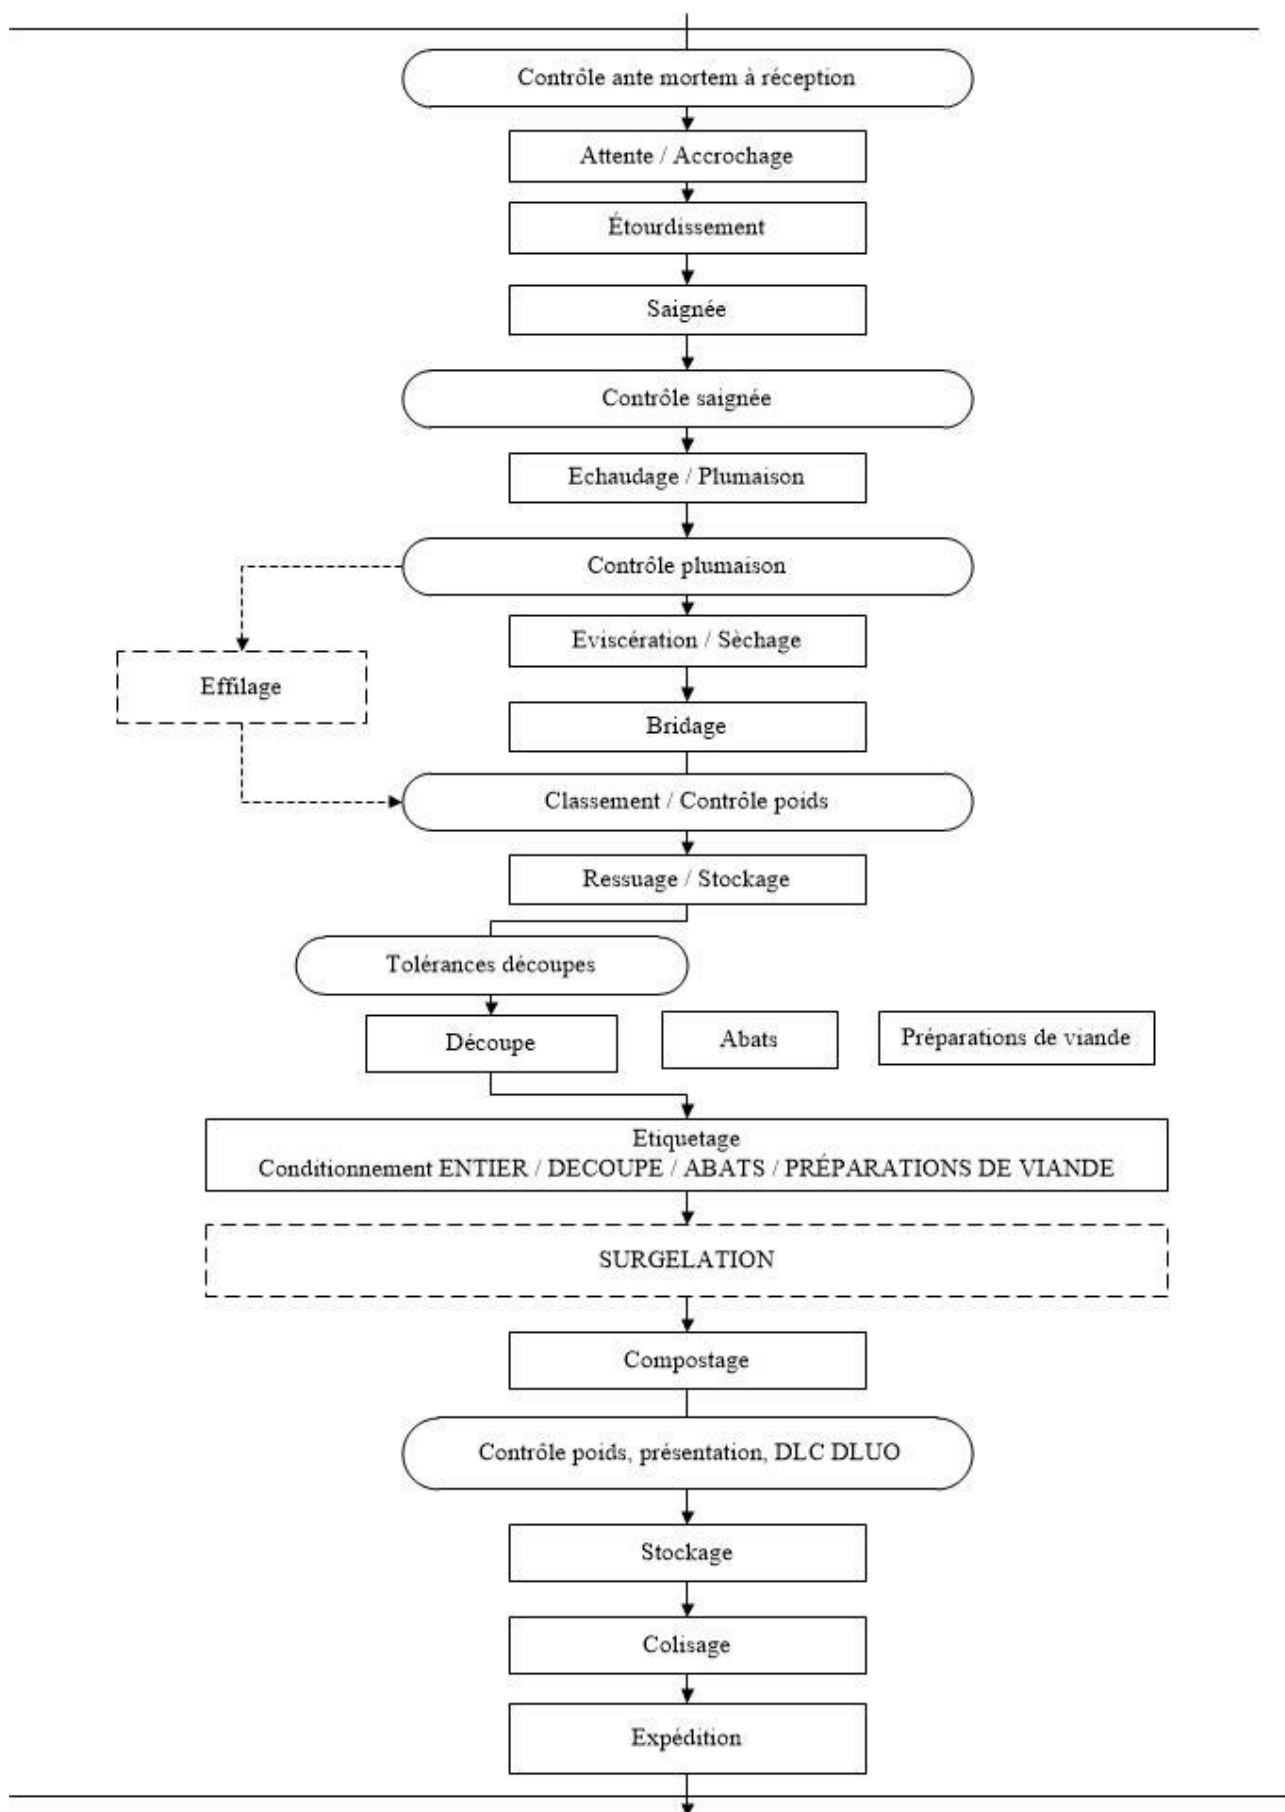 Contrôle ante mortem à réception
Attente / Accrochage
Étourdissement
Saignée
Contrôle saignée
Echaudage / Plumaison
Contrôle plumaison
Eviscération / Sèchage
Effilage
Bridage
Classement / Contrôle poids
Ressuage / Stockage
Tolérances découpes
Découpe
Abats
Préparations de viande
Etiquetage
Conditionnement ENTIER / DECOUPE / ABATS / PRÉPARATIONS DE VIANDE
SURGELATION
Compostage
Contrôle poids, présentation, DLC DLUO
Stockage
Colisage
Expédition